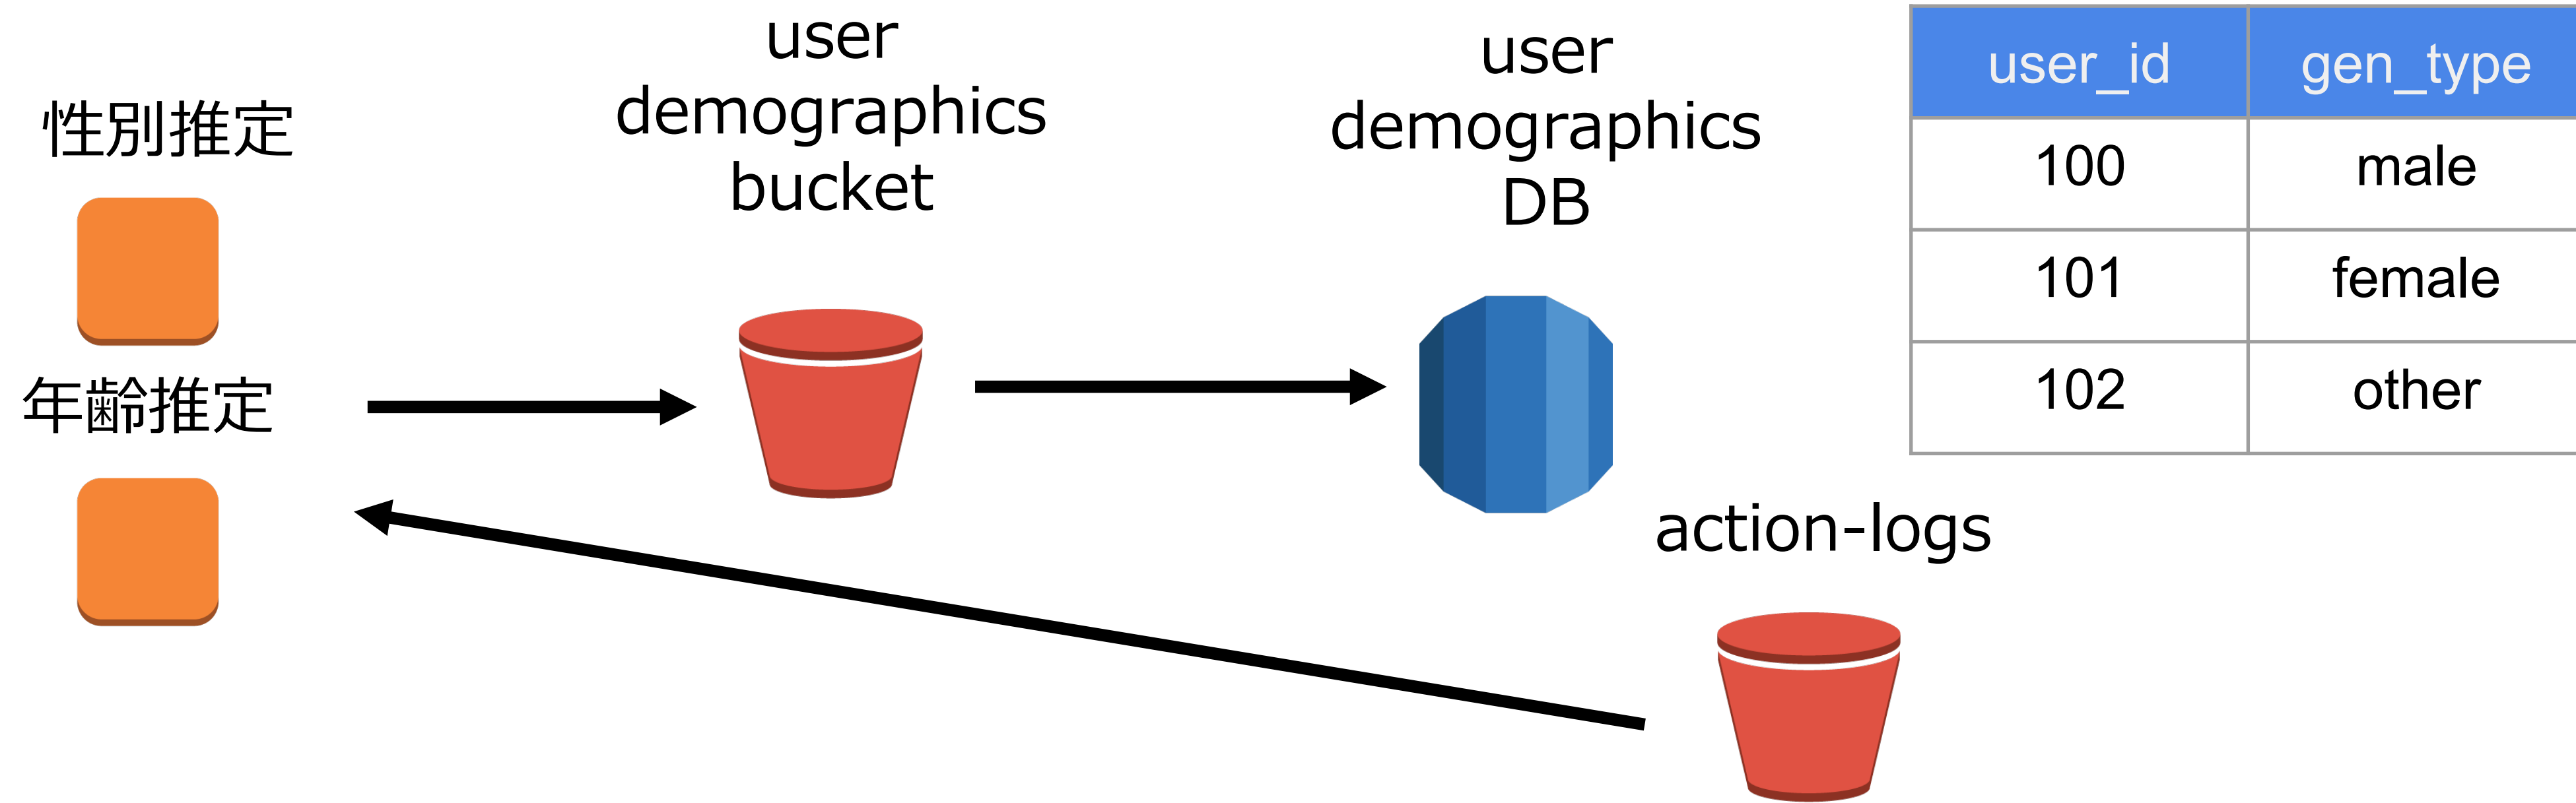 性別推定
年齢推定
user
demographics
bucket
user
demographics
DB
action-logs
user_id gen_type
100 male
101 female
102 other